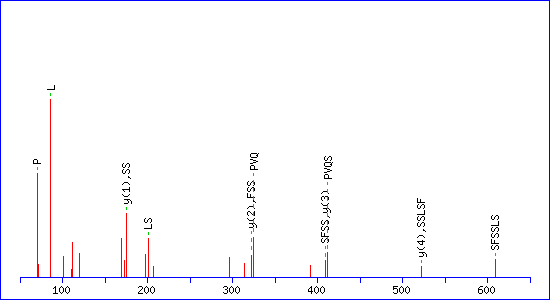 P
L
y(1),SS
LS
y(2),FSS
PVQ
SFSS,y(3)
PVQS
y(4),SSLSF
SFSSLS
100 200 300 400 500 600